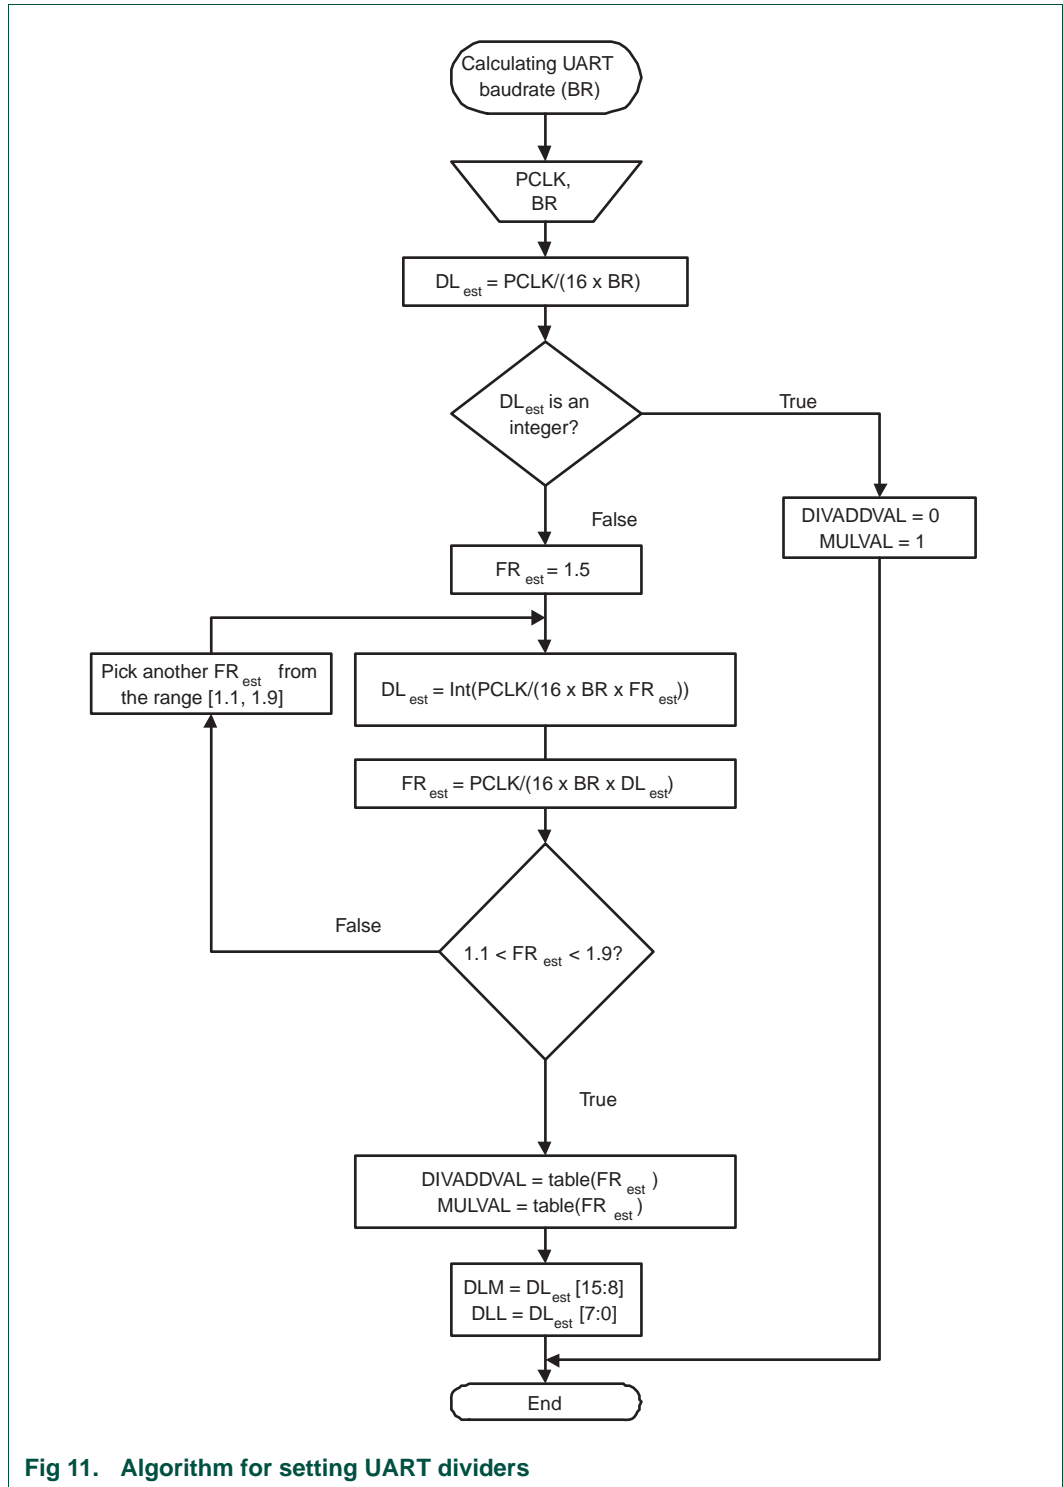 Calculating UART
baudrate (BR)
PCLK,
BR
DL est = PCLK/(16 x BR)
DL est is an
integer?
True
False
DIVADDVAL = 0
MULVAL = 1
FR est = 1.5
Pick another FR est from
the range [1.1, 1.9]
DL est = Int(PCLK/(16 x BR x FR est))
FR est = PCLK/(16 x BR x DL est)
False
1.1 < FR est < 1.9?
True
DIVADDVAL = table(FR est )
MULVAL = table(FR est )
DLM = DL est [15:8]
DLL = DL est [7:0]
End
Fig 11. Algorithm for setting UART dividers